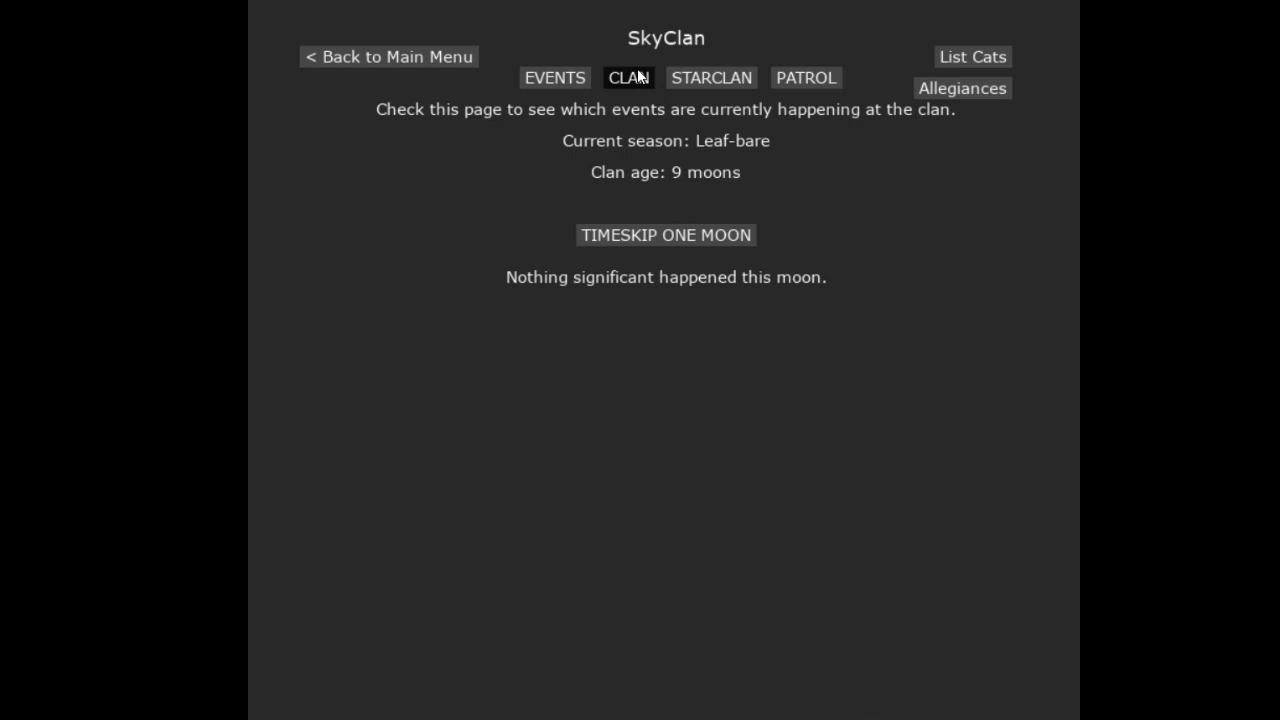 SkyClan
< Back to Main Menu
List Cats
EVENTS CLAN STARCLAN PATROL
Allegiances
Check this page to see which events are currently happening at the clan.
Current season: Leaf-bare
Clan age: 9 moons
TIMESKIP ONE MOON
Nothing significant happened this moon.